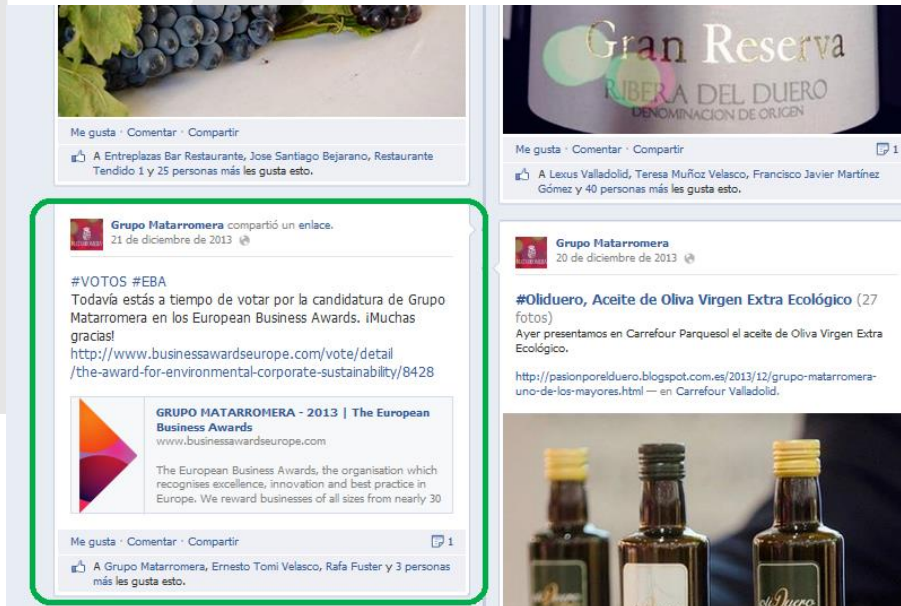 Me gusta · Comentar · Compartir
A Entreplazas Bar Restaurante, Jose Santiago Bejarano, Restaurante
Tendido 1 y 25 personas más les gusta esto.
Grupo Matarromera compartió un enlace.
21 de diciembre de 2013
#VOTOS #EBA
Todavía estás a tiempo de votar por la candidatura de Grupo
Matarromera en los European Business Awards. ¡Muchas
gracias!
http://www.businessawardseurope.com/vote/detail
/the-award-for-environmental-corporate-sustainability/8428
GRUPO MATARROMERA - 2013 | The European
Business Awards
www.businessawardseurope.com
The European Business Awards, the organisation which
recognises excellence, innovation and best practice in
Europe. We reward businesses of all sizes from nearly 30
Me gusta · Comentar · Compartir 1
A Grupo Matarromera, Ernesto Tomi Velasco, Rafa Fuster y 3 personas
más les gusta esto.
Gran Reserva
RIBERA DEL DUERO
DENOMINACION DE ORIGEN
Me gusta · Comentar · Compartir 1
A Lexus Valladolid, Teresa Muñoz Velasco, Francisco Javier Martínez
Gómez y 40 personas más les gusta esto.
Grupo Matarromera
20 de diciembre de 2013
#Oliduero, Aceite de Oliva Virgen Extra Ecológico (27
fotos)
Ayer presentamos en Carrefour Parquesol el aceite de Oliva Virgen Extra
Ecológico.
http://pasionporelduero.blogspot.com.es/2013/12/grupo-matarromera-
uno-de-los-mayores.html — en Carrefour Valladolid.
oliDuero